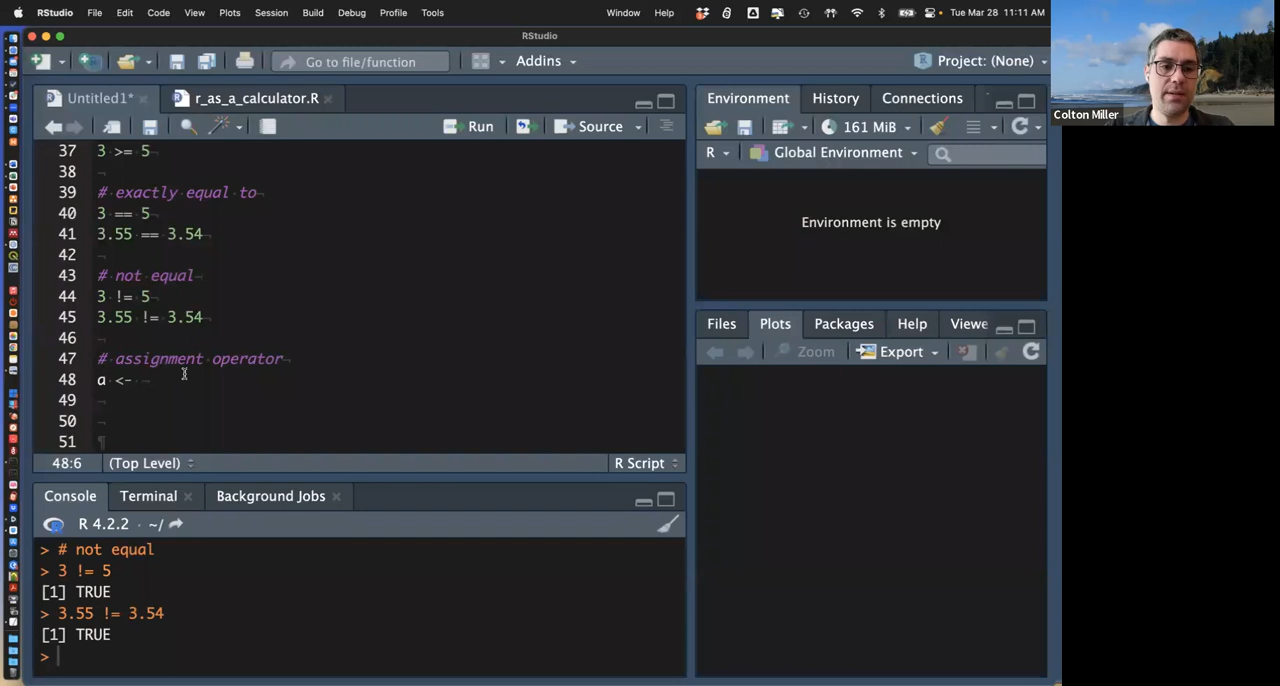 RStudio File Edit Code View Plots Session Build Debug Profile Tools Window Help Tue Mar 28 11:11 AM
RStudio
Go to file/function Addins Project: (None)
Untitled1* r_as_a_calculator.R
Run Source
37 3 >= 5
38
39 # exactly equal to
40 3 == 5
41 3.55 == 3.54
42
43 # not equal
44 3 != 5
45 3.55 != 3.54
46
47 # assignment operator
48 a <-
49
50
51
48:6 (Top Level) R Script
Console Terminal Background Jobs
R 4.2.2 · ~/
> # not equal
> 3 != 5
[1] TRUE
> 3.55 != 3.54
[1] TRUE
>
Environment History Connections
161 MiB
R Global Environment
Environment is empty
Files Plots Packages Help Viewe
Zoom Export
Colton Miller